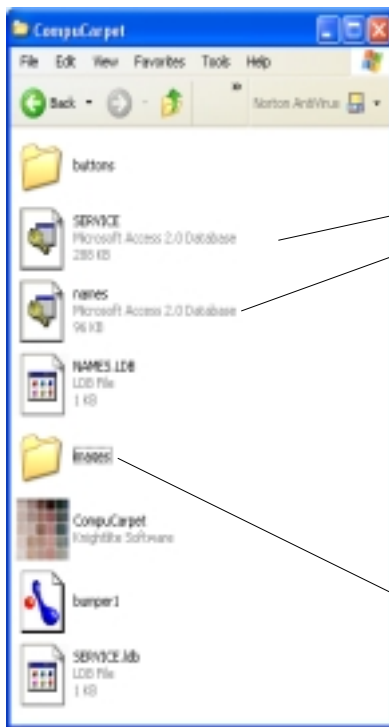 CompuCarpet
File Edit View Favorites Tools Help
Back
»
Norton AntiVirus
buttons
SERVICE
Microsoft Access 2.0 Database
288 KB
names
Microsoft Access 2.0 Database
96 KB
NAMES.LDB
LDB File
1 KB
images
CompuCarpet
Knightlite Software
bumper1
SERVICE.ldb
LDB File
1 KB